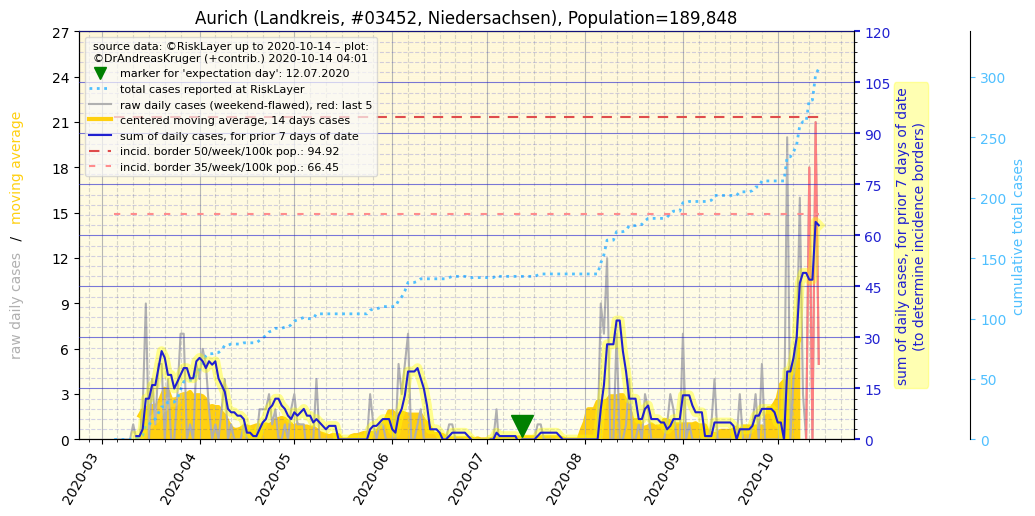 Aurich (Landkreis, #03452, Niedersachsen), Population=189,848
source data: ©RiskLayer up to 2020-10-14 – plot:
©DrAndreasKruger (+contrib.) 2020-10-14 04:01
marker for 'expectation day': 12.07.2020
total cases reported at RiskLayer
raw daily cases (weekend-flawed), red: last 5
centered moving average, 14 days cases
sum of daily cases, for prior 7 days of date
incid. border 50/week/100k pop.: 94.92
incid. border 35/week/100k pop.: 66.45
raw daily cases / moving average
27
24
21
18
15
12
9
6
3
0
2020-03
2020-04
2020-05
2020-06
2020-07
2020-08
2020-09
2020-10
120
105
90
75
60
45
30
15
0
sum of daily cases, for prior 7 days of date
(to determine incidence borders)
300
250
200
150
100
50
0
cumulative total cases